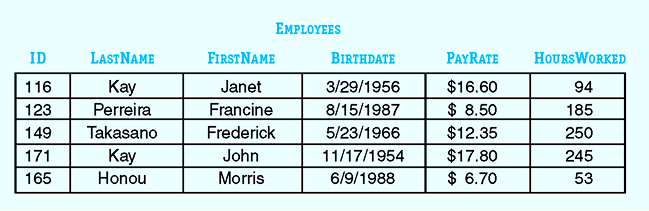 EMPLOYEES
ID LASTNAME FIRSTNAME BIRTHDATE PAYRATE HOURSWORKED
116 Kay Janet 3/29/1956 $16.60 94
123 Perreira Francine 8/15/1987 $ 8.50 185
149 Takasano Frederick 5/23/1966 $12.35 250
171 Kay John 11/17/1954 $17.80 245
165 Honou Morris 6/9/1988 $ 6.70 53